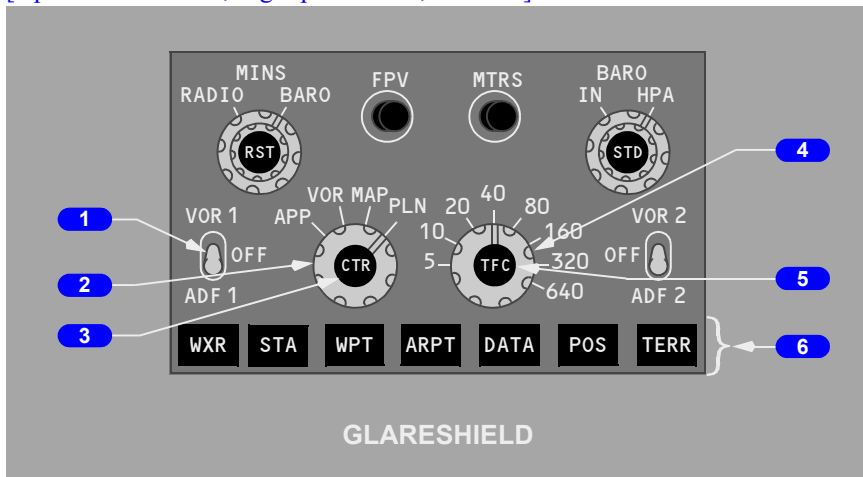 MINS
RADIO BARO
FPV
MTRS
BARO
IN HPA
RST
STD
4
1
VOR 1
OFF
ADF 1
APP VOR MAP PLN
CTR
5 10 20 40 80 160 320 640
TFC
VOR 2
OFF
ADF 2
2
5
3
WXR STA WPT ARPT DATA POS TERR
6
GLARESHIELD